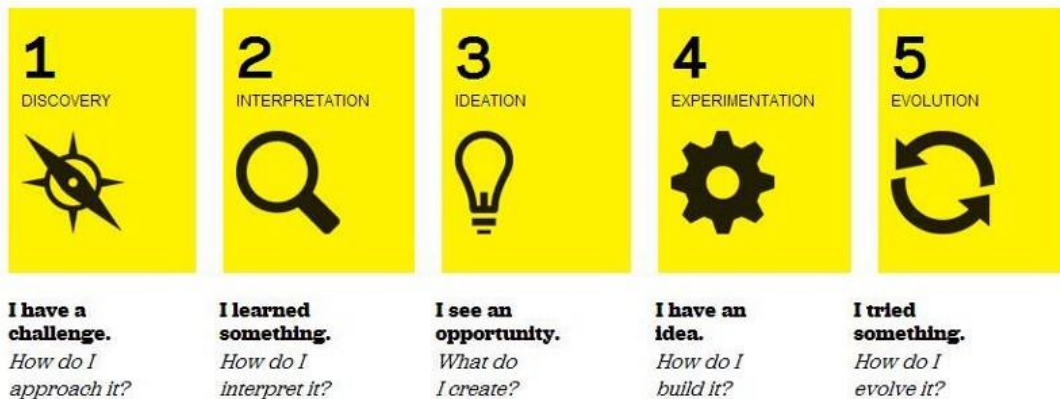 1
DISCOVERY
2
INTERPRETATION
3
IDEATION
4
EXPERIMENTATION
5
EVOLUTION
I have a
challenge.
How do I
approach it?
I learned
something.
How do I
interpret it?
I see an
opportunity.
What do
I create?
I have an
idea.
How do I
build it?
I tried
something.
How do I
evolve it?